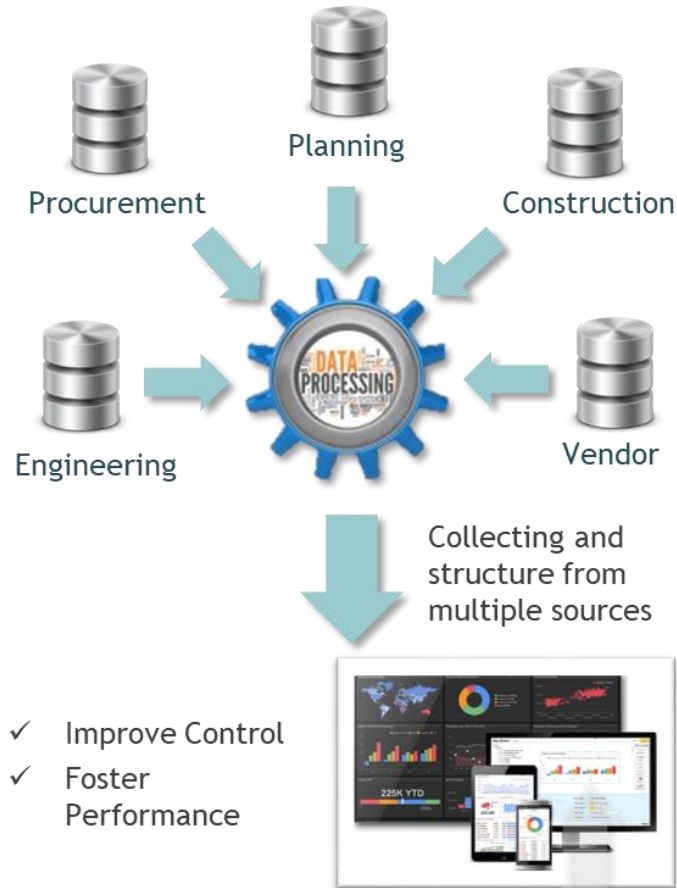 Planning
Procurement
Construction
DATA
PROCESSING
Engineering
Vendor
Collecting and
structure from
multiple sources
✓ Improve Control
✓ Foster
Performance
225K YTD